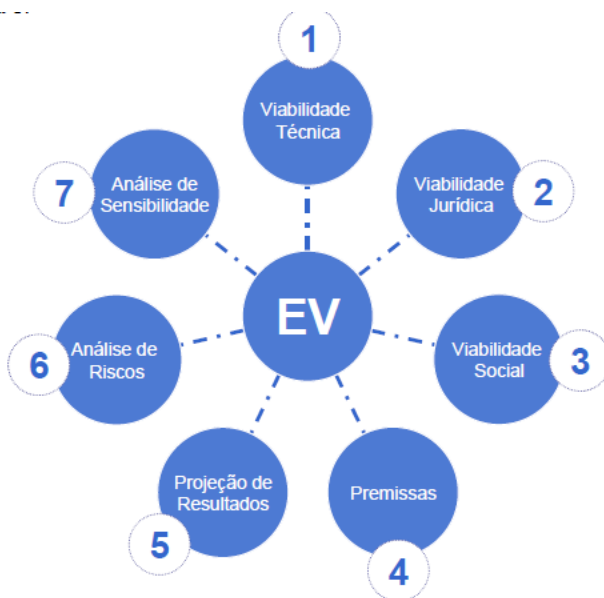 1
Viabilidade
Técnica
2
Viabilidade
Jurídica
3
Viabilidade
Social
4
Premissas
5
Projeção de
Resultados
6
Análise de
Riscos
7
Análise de
Sensibilidade
EV